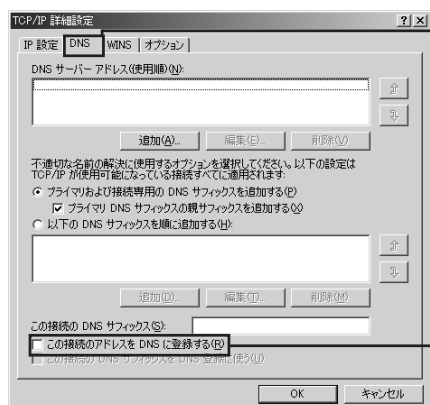 TCP/IP 詳細設定
IP 設定 DNS WINS オプション
DNS サーバー アドレス(使用順)(N):
追加(A)... 編集(E)... 削除(V)
不適切な名前の解決に使用するオプションを選択してください。以下の設定は
TCP/IP が使用可能になっている接続すべてに適用されます:
プライマリおよび接続専用の DNS サフィックスを追加する(P)
プライマリ DNS サフィックスの親サフィックスを追加する(X)
以下の DNS サフィックスを順に追加する(H):
追加(D)... 編集(T)... 削除(M)
この接続の DNS サフィックス(S):
この接続のアドレスを DNS に登録する(R)
この接続の DNS サフィックスを DNS 登録に使う(U)
OK キャンセル